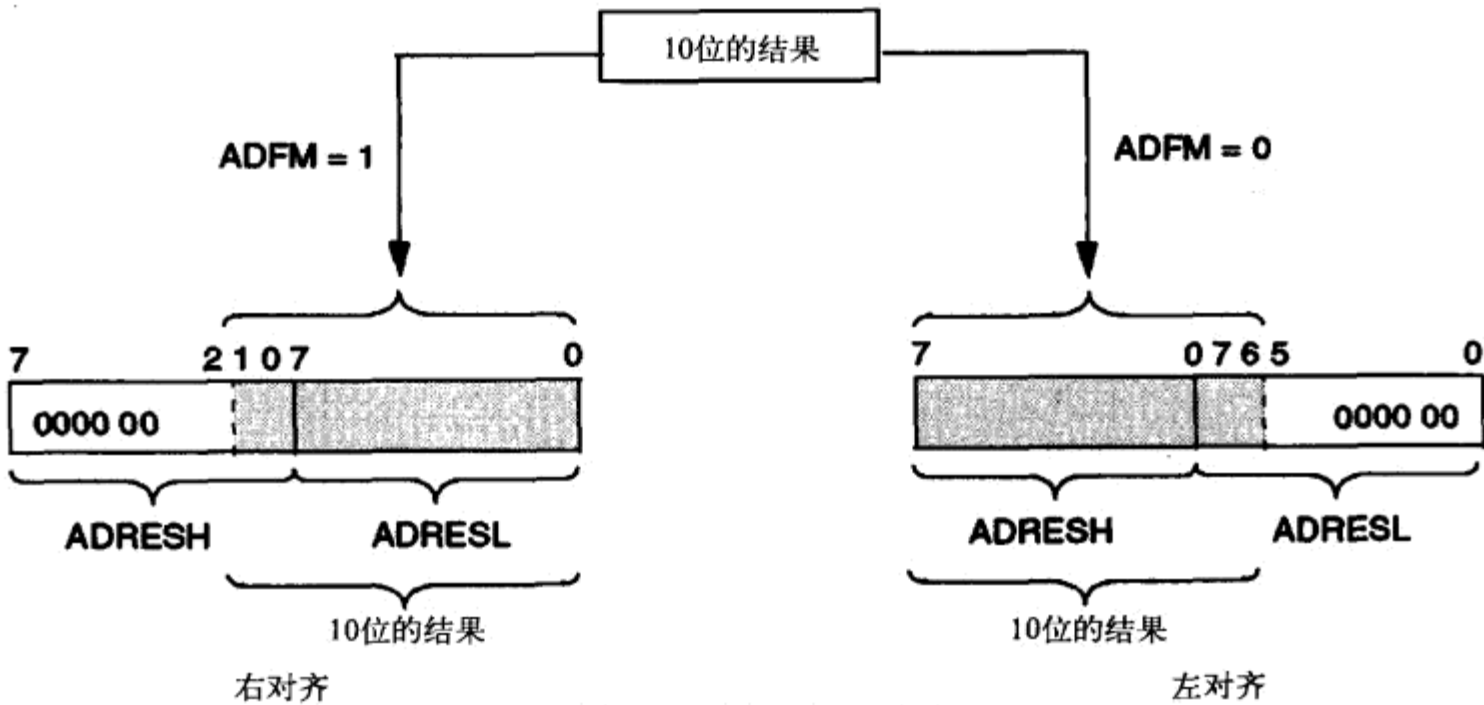 10位的结果
ADFM = 1
ADFM = 0
7 2 1 0 7 0
7 0 7 6 5 0
0000 00
0000 00
ADRESH
ADRESL
ADRESH
ADRESL
10位的结果
10位的结果
右对齐
左对齐